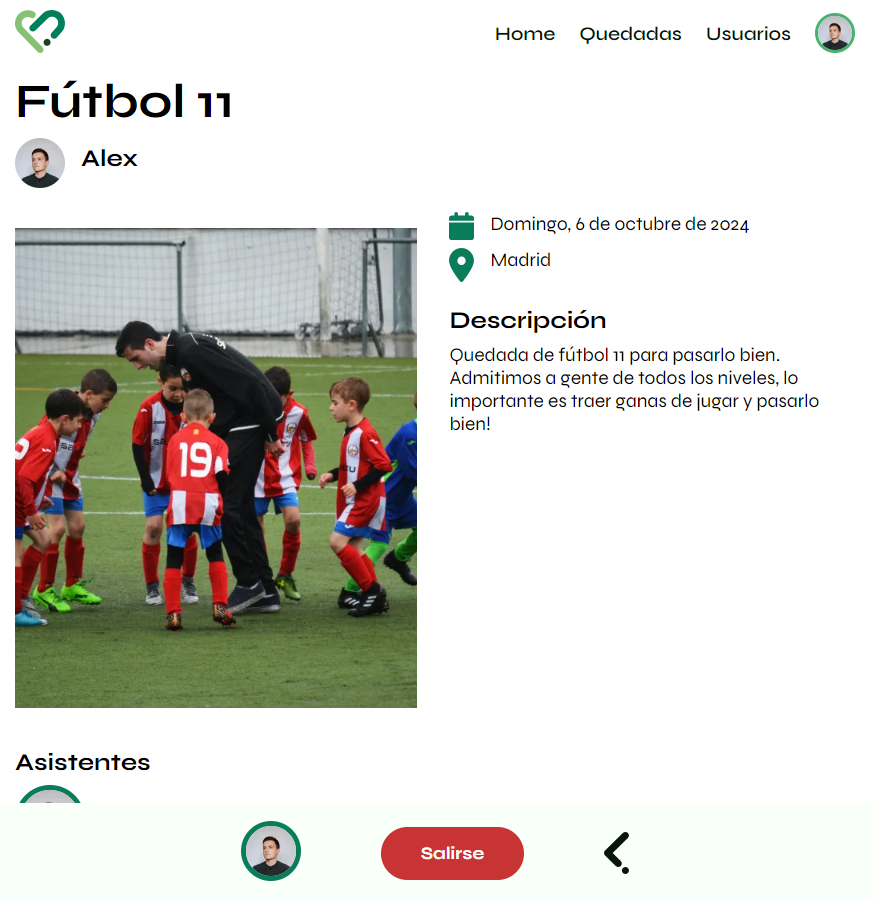 Home Quedadas Usuarios
Fútbol 11
Alex
Domingo, 6 de octubre de 2024
Madrid
Descripción
Quedada de fútbol 11 para pasarlo bien.
Admitimos a gente de todos los niveles, lo
importante es traer ganas de jugar y pasarlo
bien!
19
Asistentes
Salirse